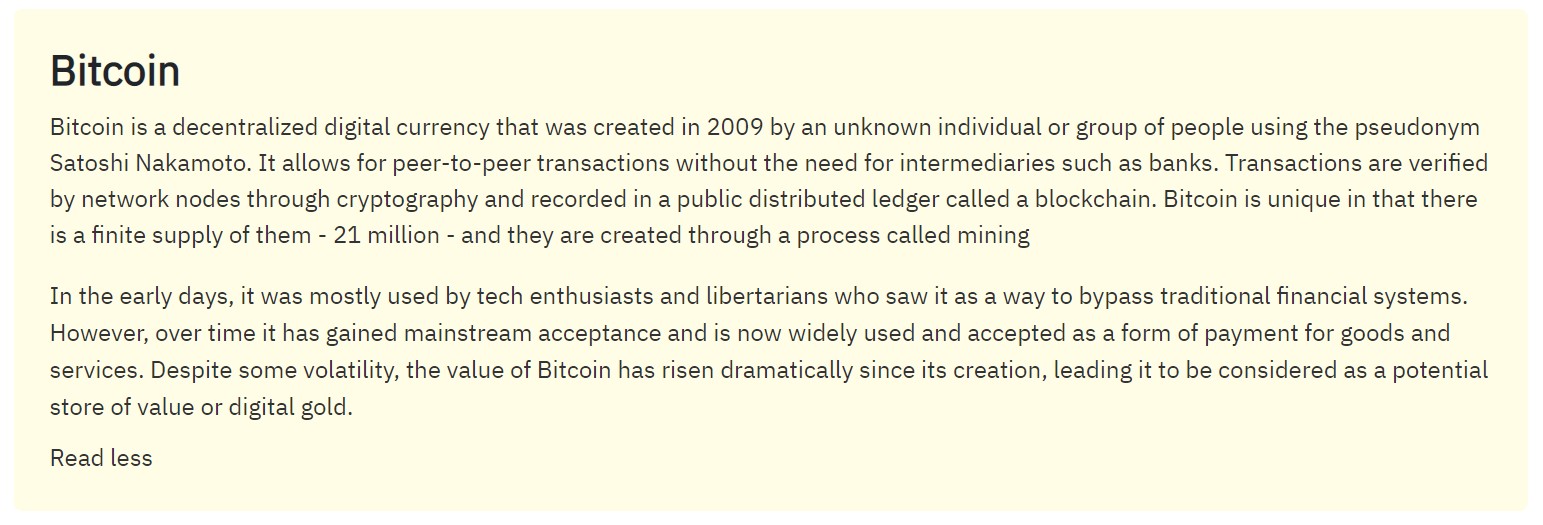 Bitcoin
Bitcoin is a decentralized digital currency that was created in 2009 by an unknown individual or group of people using the pseudonym
Satoshi Nakamoto. It allows for peer-to-peer transactions without the need for intermediaries such as banks. Transactions are verified
by network nodes through cryptography and recorded in a public distributed ledger called a blockchain. Bitcoin is unique in that there
is a finite supply of them - 21 million - and they are created through a process called mining
In the early days, it was mostly used by tech enthusiasts and libertarians who saw it as a way to bypass traditional financial systems.
However, over time it has gained mainstream acceptance and is now widely used and accepted as a form of payment for goods and
services. Despite some volatility, the value of Bitcoin has risen dramatically since its creation, leading it to be considered as a potential
store of value or digital gold.
Read less